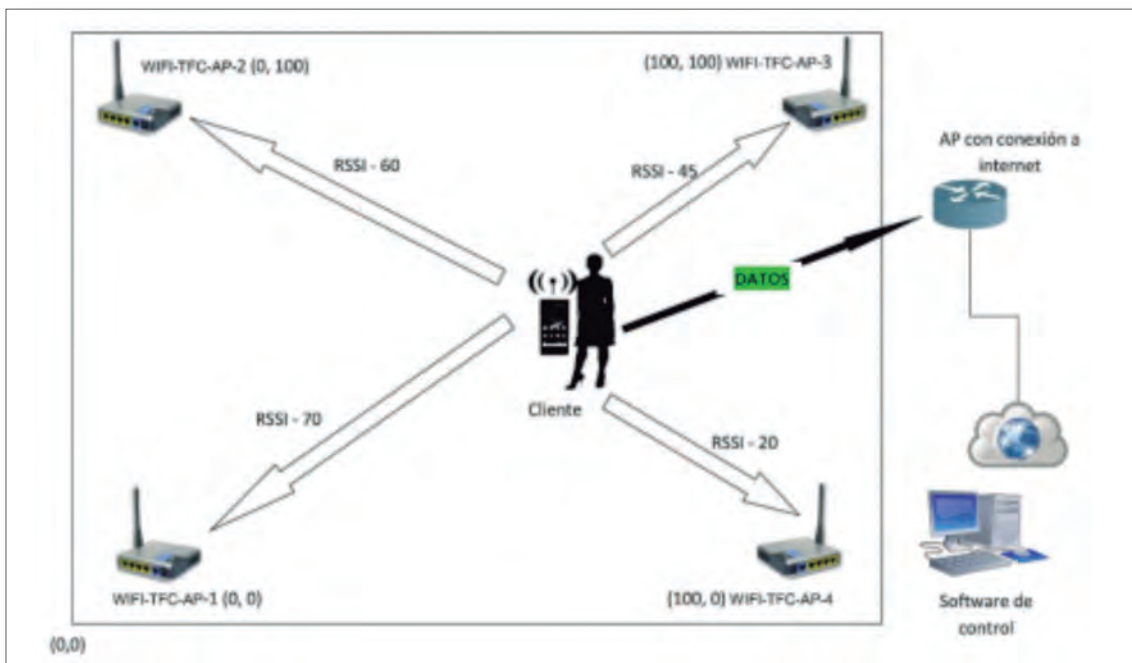 WIFI-TFC-AP-2 (0, 100)
(100, 100) WIFI-TFC-AP-3
AP con conexión a
internet
RSSI - 60
RSSI - 45
DATOS
Cliente
RSSI - 70
RSSI - 20
WIFI-TFC-AP-1 (0, 0)
(100, 0) WIFI-TFC-AP-4
Software de
control
(0,0)